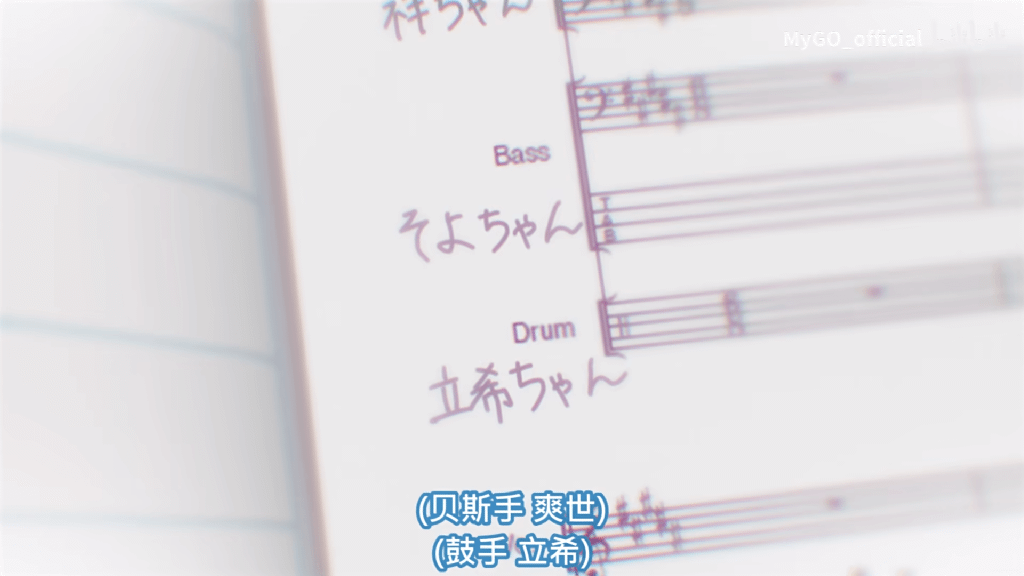 MyGO_official
祥ちゃん
Bass
そよちゃん
T
A
B
Drum
立希ちゃん
(贝斯手 爽世)
(鼓手 立希)